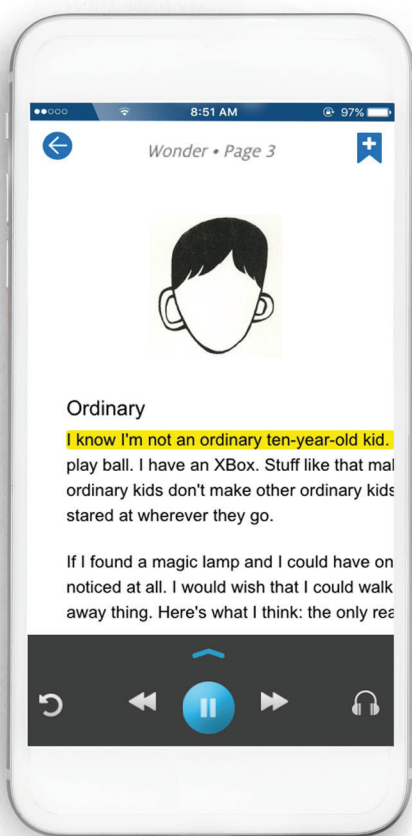 8:51 AM
97%
Wonder • Page 3
Ordinary
I know I'm not an ordinary ten-year-old kid.
play ball. I have an XBox. Stuff like that
ordinary kids don't make other ordinary kids
stared at wherever they go.
If I found a magic lamp and I could have
noticed at all. I would wish that I could walk
away thing. Here's what I think: the only